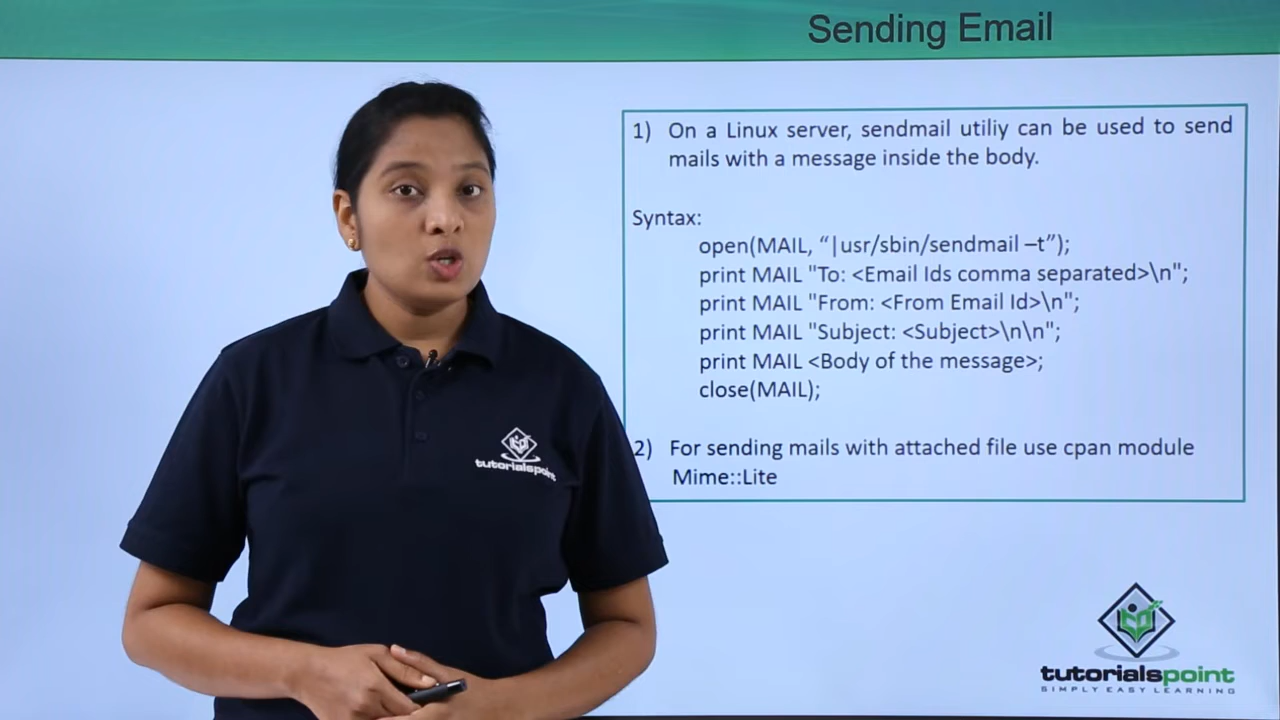 Sending Email
1) On a Linux server, sendmail utiliy can be used to send
mails with a message inside the body.
Syntax:
open(MAIL, “|usr/sbin/sendmail –t”);
print MAIL "To: <Email Ids comma separated>\n";
print MAIL "From: <From Email Id>\n";
print MAIL "Subject: <Subject>\n\n";
print MAIL <Body of the message>;
close(MAIL);
2) For sending mails with attached file use cpan module
Mime::Lite
tutorialspoint
tutorialspoint
SIMPLY EASY LEARNING